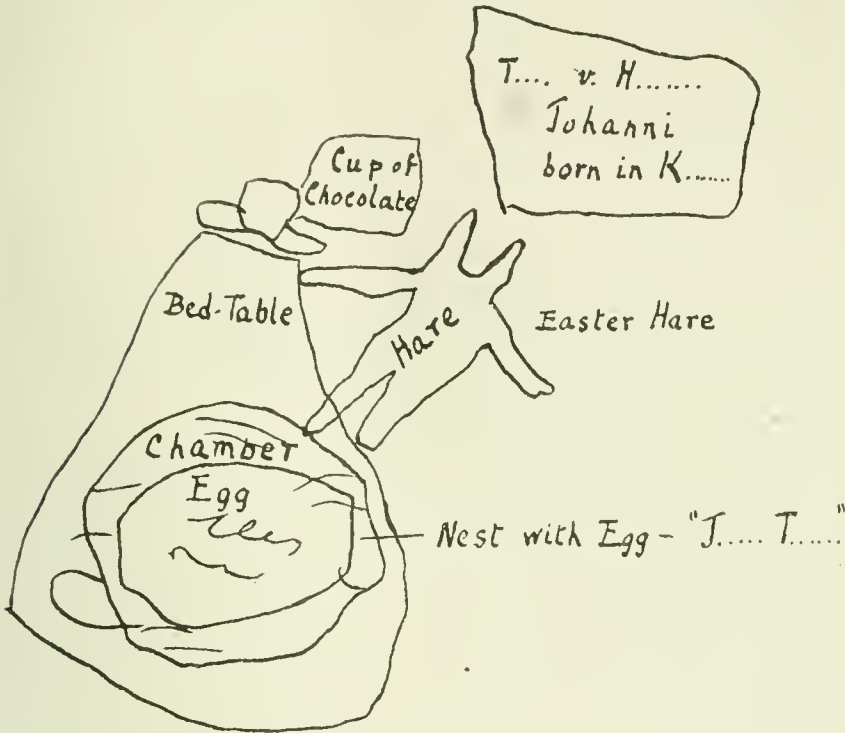 T.... v. H.......
Johanni
born in K......
Cup of
Chocolate
Bed-Table
Hare
Easter Hare
Chamber
Egg
Nest with Egg - "J..... T......"